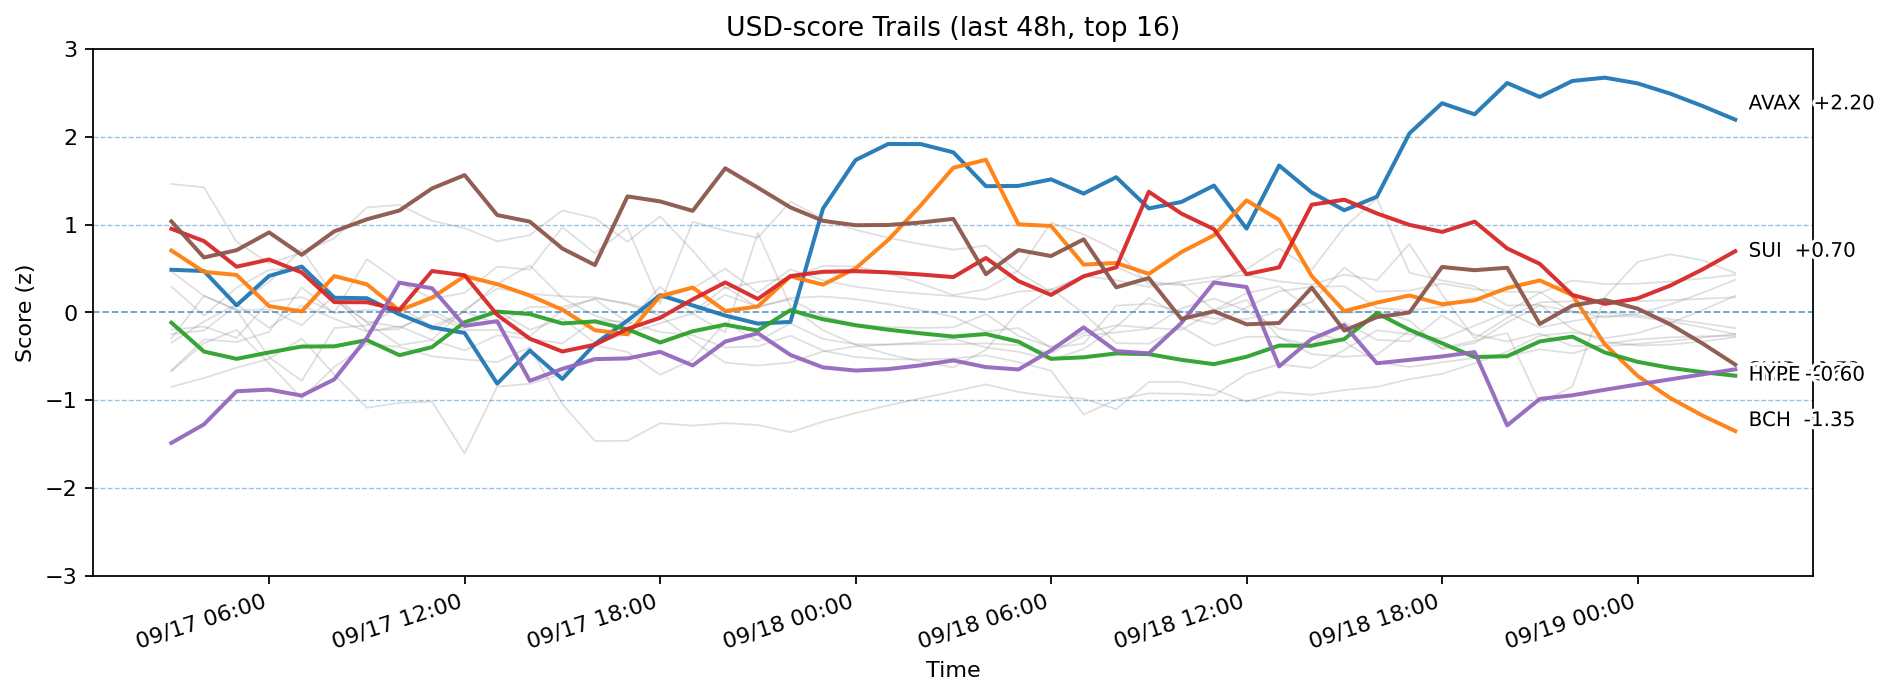 USD-score Trails (last 48h, top 16)
3
2
1
0
−1
−2
−3
Score (z)
AVAX +2.20
SUI +0.70
HYPE -0.60
BCH -1.35
09/17 06:00
09/17 12:00
09/17 18:00
09/18 00:00
09/18 06:00
09/18 12:00
09/18 18:00
09/19 00:00
Time